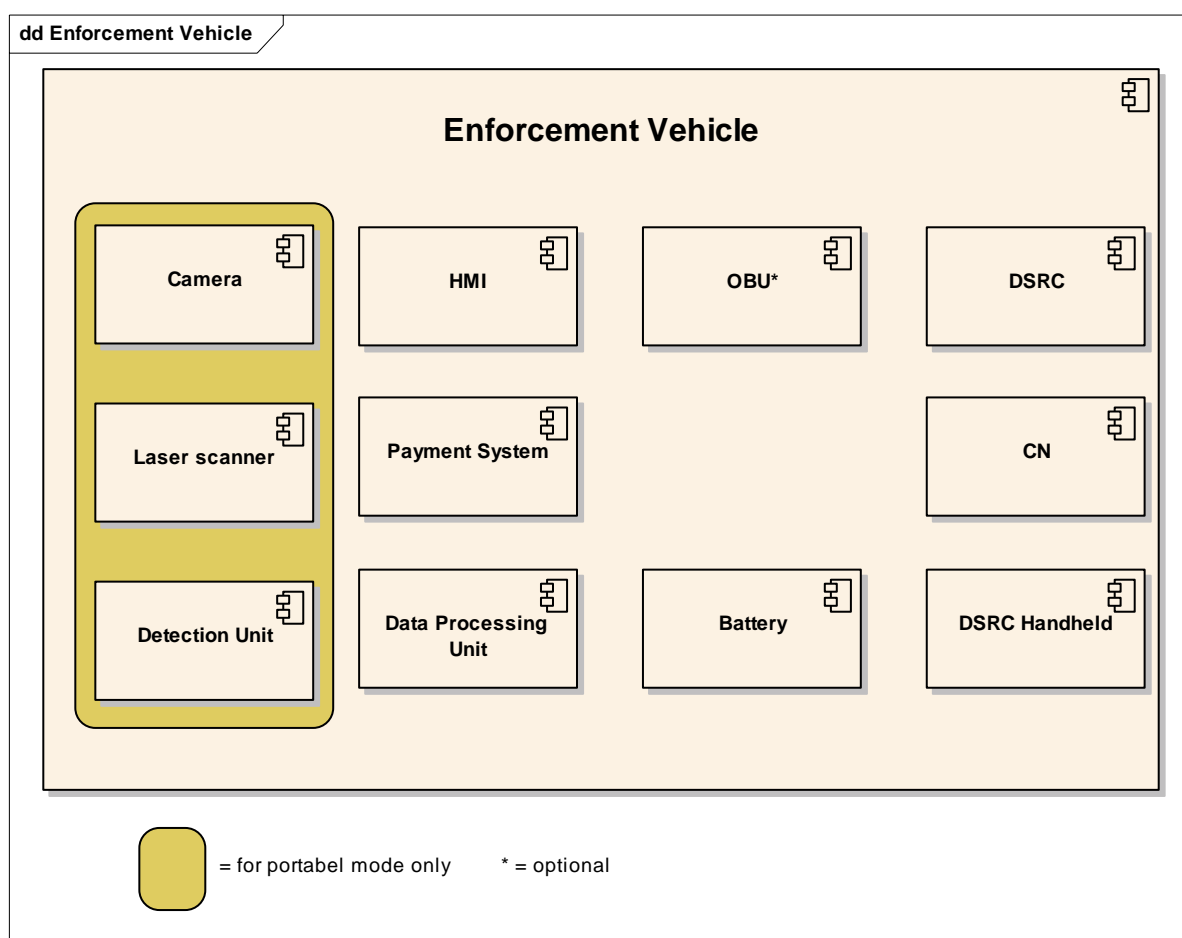 dd Enforcement Vehicle
Enforcement Vehicle
Camera
HMI
OBU*
DSRC
Laser scanner
Payment System
CN
Detection Unit
Data Processing
Unit
Battery
DSRC Handheld
= for portabel mode only
* = optional